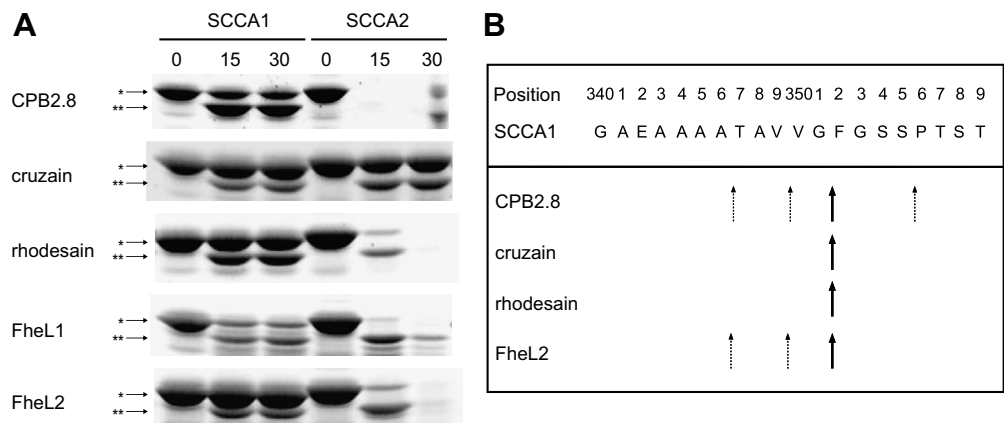 A
SCCA1 SCCA2
0 15 30 0 15 30
CPB2.8 * **
cruzain * **
rhodesain * **
FheL1 * **
FheL2 * **
B
Position 340 1 2 3 4 5 6 7 8 9 350 1 2 3 4 5 6 7 8 9
SCCA1 G A E A A A A T A V V G F G S S P T S T
CPB2.8
cruzain
rhodesain
FheL2